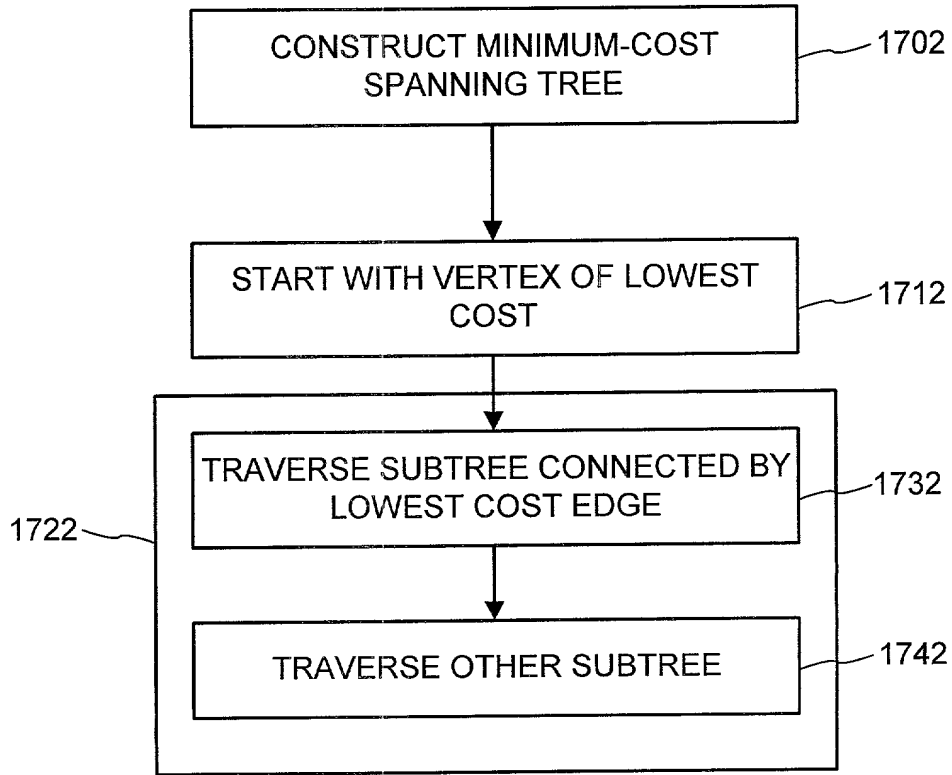 CONSTRUCT MINIMUM-COST
SPANNING TREE
1702
START WITH VERTEX OF LOWEST
COST
1712
TRAVERSE SUBTREE CONNECTED BY
LOWEST COST EDGE
1732
1722
TRAVERSE OTHER SUBTREE
1742